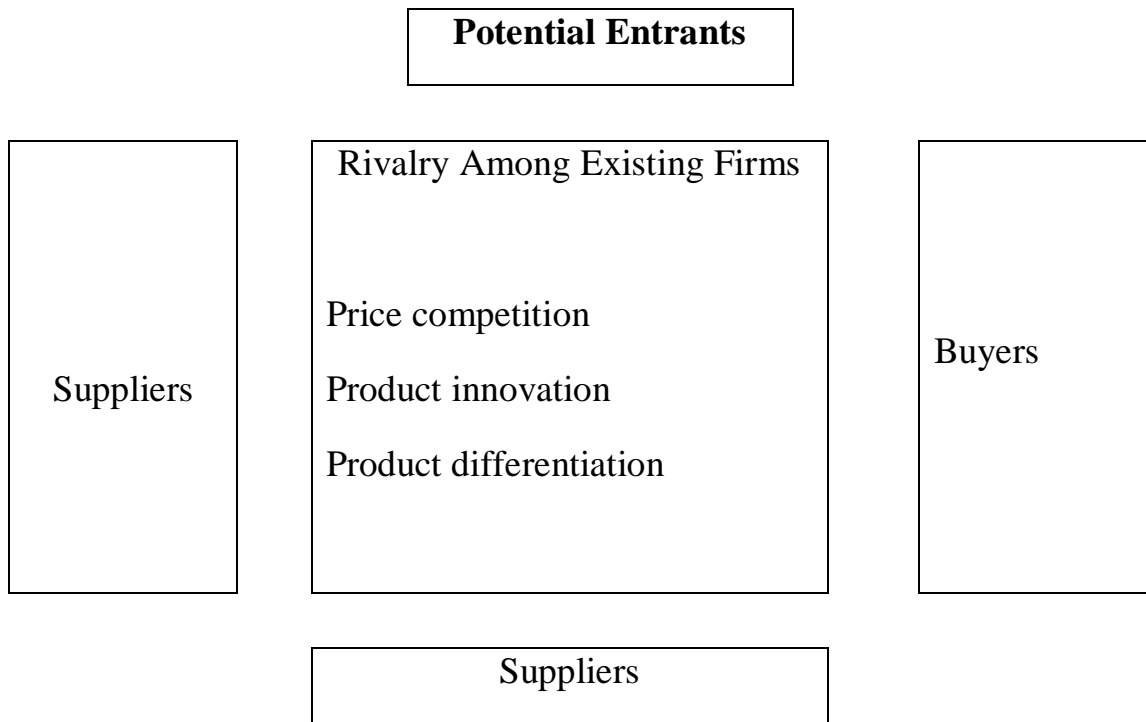 Potential Entrants
Rivalry Among Existing Firms
Price competition
Product innovation
Product differentiation
Suppliers
Buyers
Suppliers